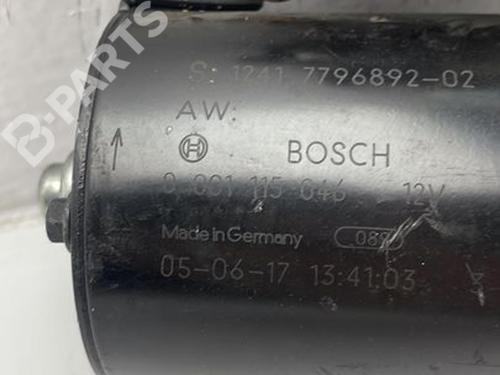 S: 1241 7796892-02
AW:
BOSCH
0 001 115 046 12V
Made in Germany 089
05-06-17 13:41:03
B-PARTS